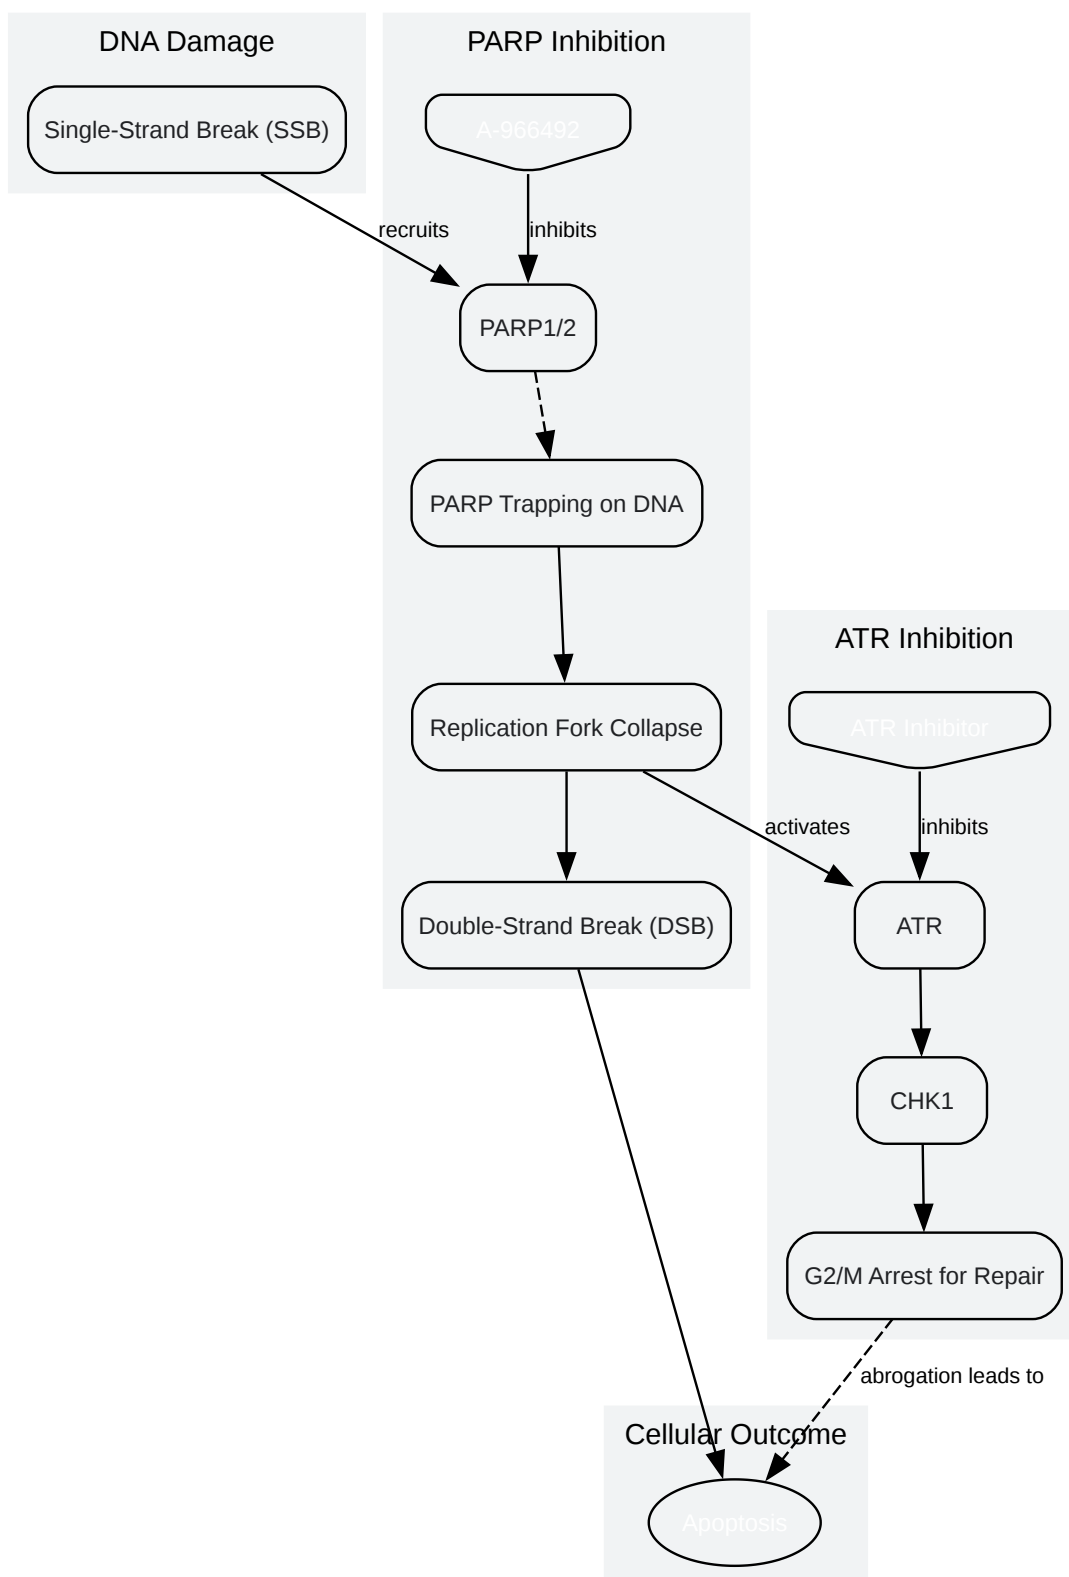 DNA Damage
PARP Inhibition
Single-Strand Break (SSB)
A-966492
recruits
inhibits
PARP1/2
PARP Trapping on DNA
Replication Fork Collapse
Double-Strand Break (DSB)
ATR Inhibition
ATR Inhibitor
activates
inhibits
ATR
CHK1
G2/M Arrest for Repair
abrogation leads to
Cellular Outcome
Apoptosis